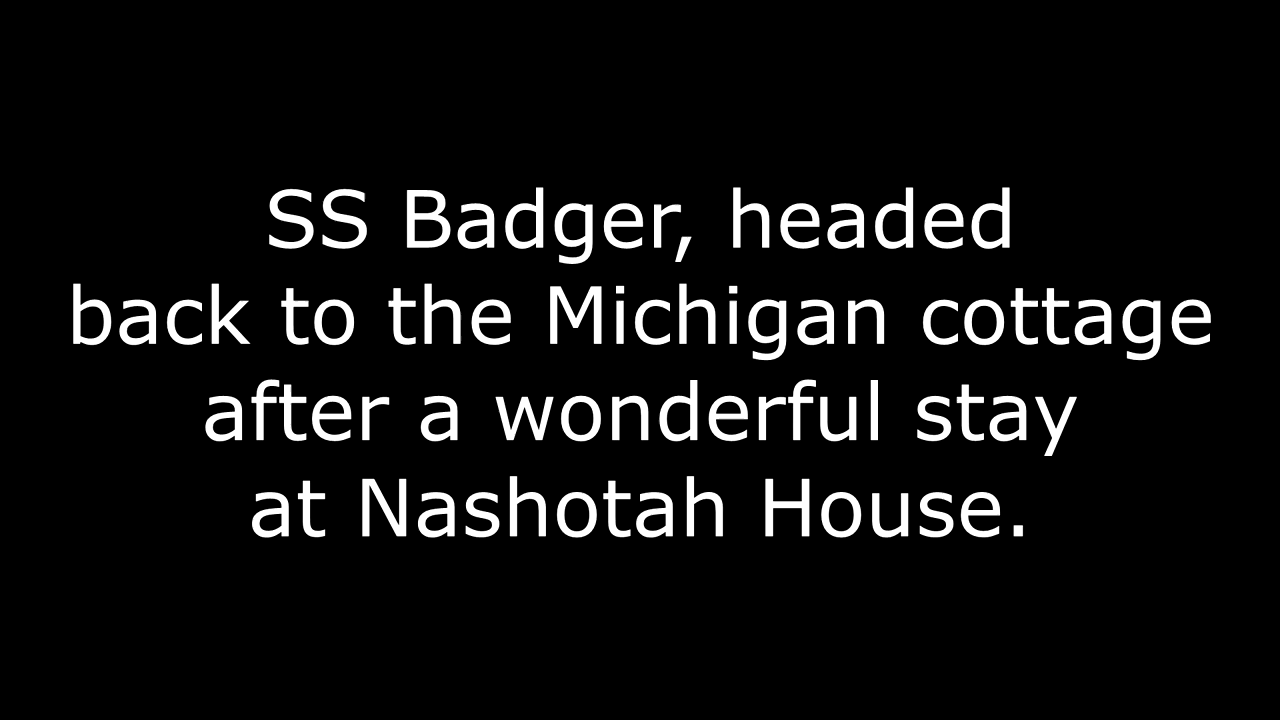 SS Badger, headed
back to the Michigan cottage
after a wonderful stay
at Nashotah House.